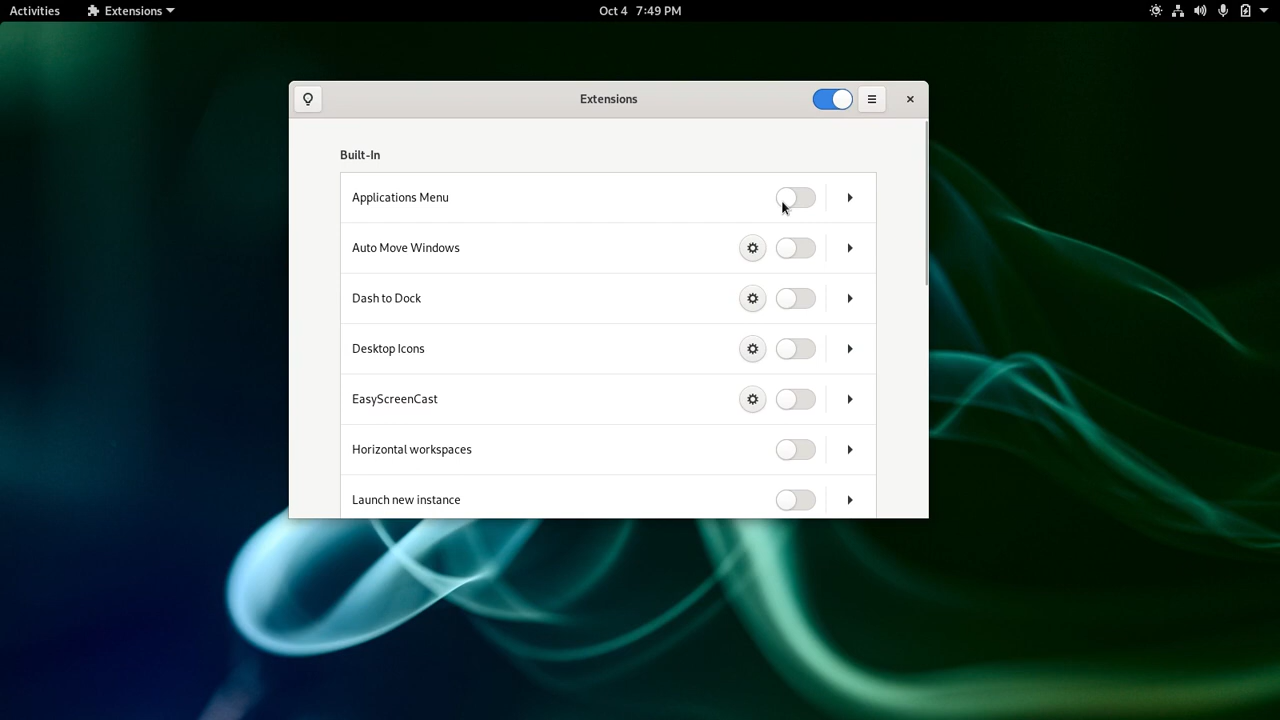 Activities
Extensions
Oct 4 7:49 PM
Extensions
Built-In
Applications Menu
Auto Move Windows
Dash to Dock
Desktop Icons
EasyScreenCast
Horizontal workspaces
Launch new instance